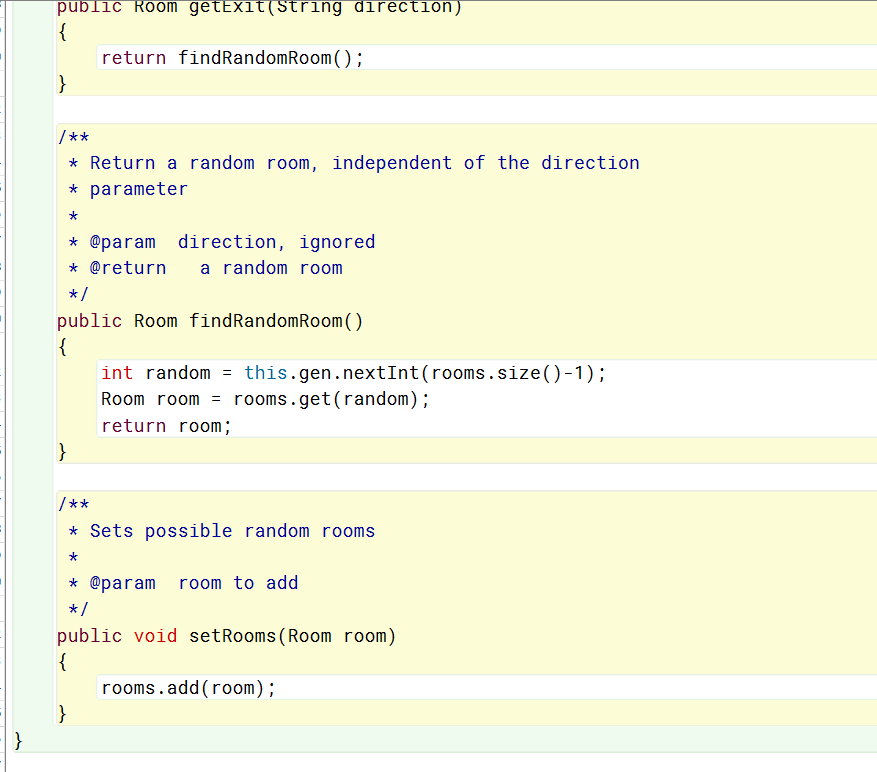 public Room getExit(String direction)
{
return findRandomRoom();
}
/**
* Return a random room, independent of the direction
* parameter
*
* @param  direction, ignored
* @return   a random room
*/
public Room findRandomRoom()
{
int random = this.gen.nextInt(rooms.size()-1);
Room room = rooms.get(random);
return room;
}
/**
* Sets possible random rooms
*
* @param  room to add
*/
public void setRooms(Room room)
{
rooms.add(room);
}
}